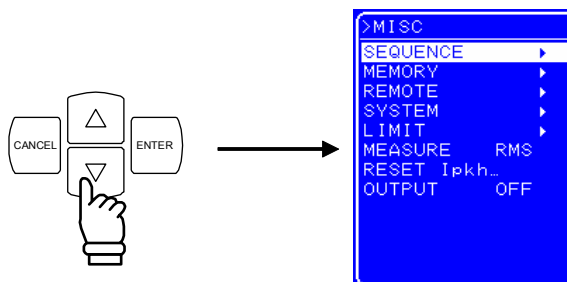 CANCEL
ENTER
>MISC
SEQUENCE
MEMORY
REMOTE
SYSTEM
LIMIT
MEASURE RMS
RESET Ipkh…
OUTPUT OFF